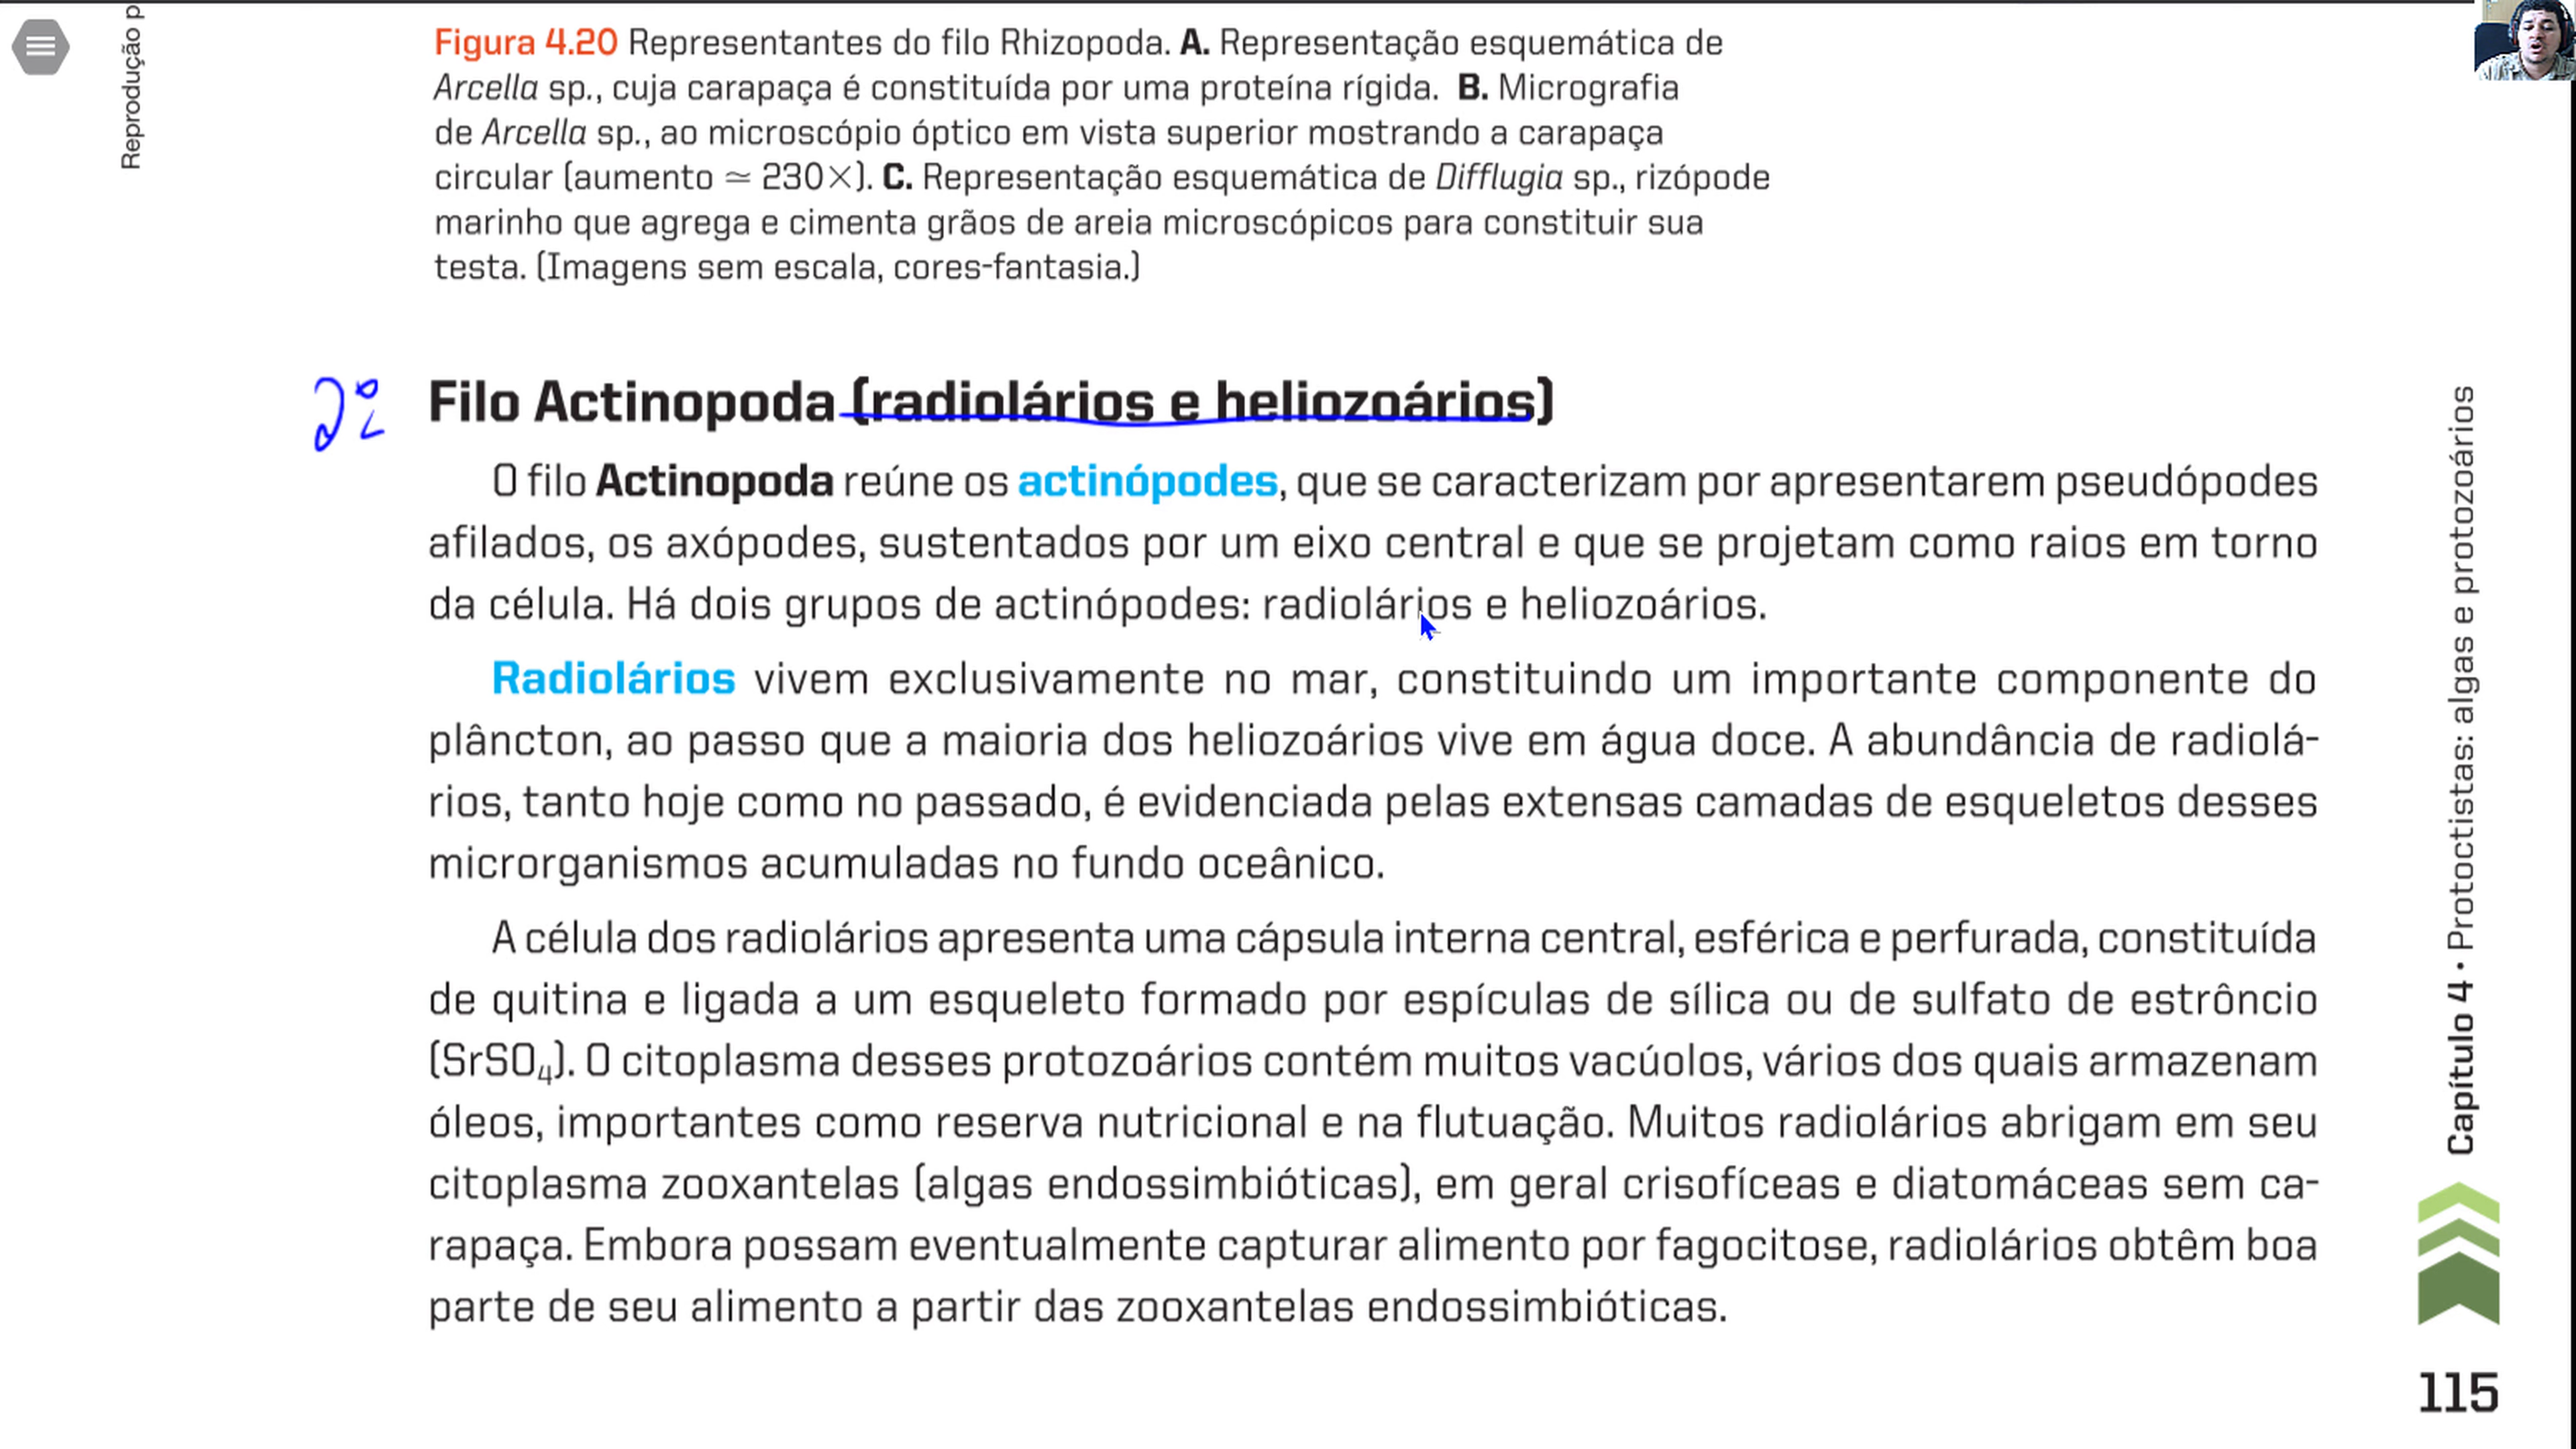 Reprodução p
Figura 4.20 Representantes do filo Rhizopoda. A. Representação esquemática de
Arcella sp., cuja carapaça é constituída por uma proteína rígida. B. Micrografia
de Arcella sp., ao microscópio óptico em vista superior mostrando a carapaça
circular (aumento ≃ 230×). C. Representação esquemática de Difflugia sp., rizópode
marinho que agrega e cimenta grãos de areia microscópicos para constituir sua
testa. (Imagens sem escala, cores-fantasia.)
Filo Actinopoda (radiolários e heliozoários)
O filo Actinopoda reúne os actinópodes, que se caracterizam por apresentarem pseudópodes
afilados, os axópodes, sustentados por um eixo central e que se projetam como raios em torno
da célula. Há dois grupos de actinópodes: radiolários e heliozoários.
Radiolários vivem exclusivamente no mar, constituindo um importante componente do
plâncton, ao passo que a maioria dos heliozoários vive em água doce. A abundância de radiolá-
rios, tanto hoje como no passado, é evidenciada pelas extensas camadas de esqueletos desses
microrganismos acumuladas no fundo oceânico.
A célula dos radiolários apresenta uma cápsula interna central, esférica e perfurada, constituída
de quitina e ligada a um esqueleto formado por espículas de sílica ou de sulfato de estrôncio
(SrSO₄). O citoplasma desses protozoários contém muitos vacúolos, vários dos quais armazenam
óleos, importantes como reserva nutricional e na flutuação. Muitos radiolários abrigam em seu
citoplasma zooxantelas (algas endossimbióticas), em geral crisofíceas e diatomáceas sem ca-
rapaça. Embora possam eventualmente capturar alimento por fagocitose, radiolários obtêm boa
parte de seu alimento a partir das zooxantelas endossimbióticas.
Capítulo 4 • Protoctistas: algas e protozoários
115